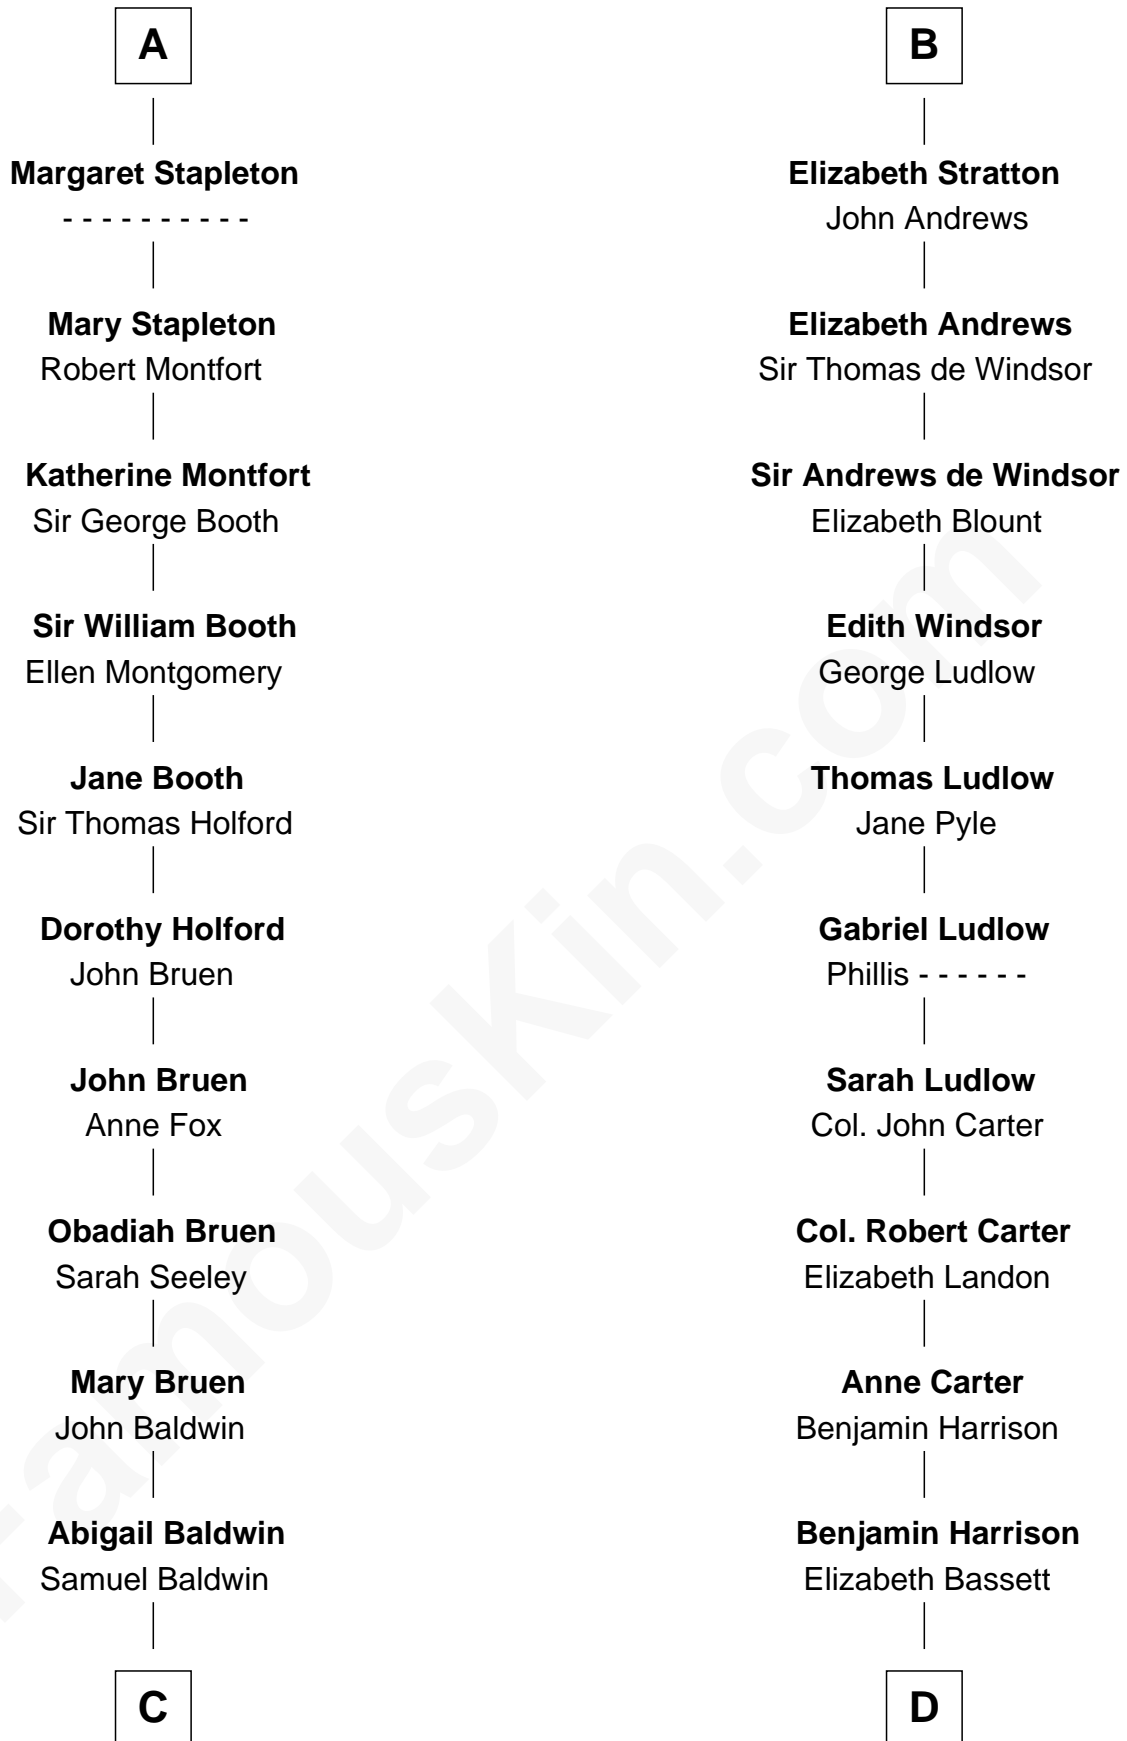 A
Margaret Stapleton
- - - - - - - - - -
Mary Stapleton
Robert Montfort
Katherine Montfort
Sir George Booth
Sir William Booth
Ellen Montgomery
Jane Booth
Sir Thomas Holford
Dorothy Holford
John Bruen
John Bruen
Anne Fox
Obadiah Bruen
Sarah Seeley
Mary Bruen
John Baldwin
Abigail Baldwin
Samuel Baldwin
C
B
Elizabeth Stratton
John Andrews
Elizabeth Andrews
Sir Thomas de Windsor
Sir Andrews de Windsor
Elizabeth Blount
Edith Windsor
George Ludlow
Thomas Ludlow
Jane Pyle
Gabriel Ludlow
Phillis - - - - - -
Sarah Ludlow
Col. John Carter
Col. Robert Carter
Elizabeth Landon
Anne Carter
Benjamin Harrison
Benjamin Harrison
Elizabeth Bassett
D
FamousKin.com